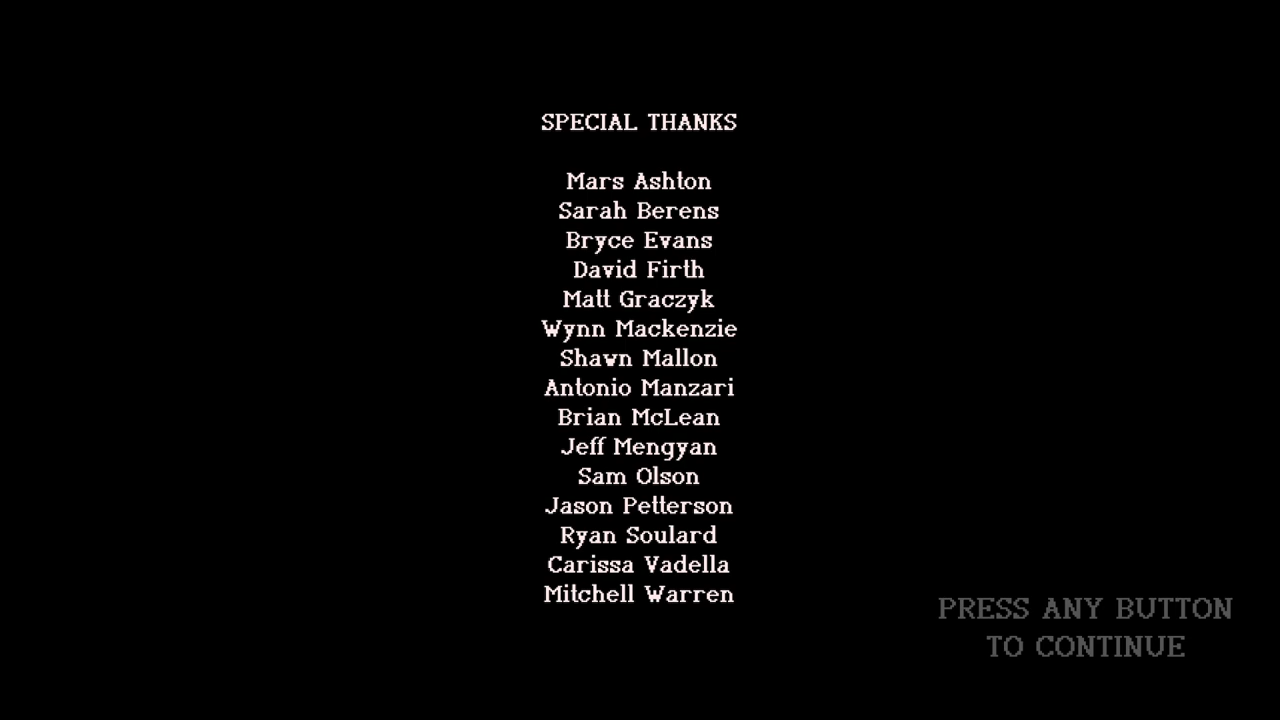 SPECIAL THANKS
Mars Ashton
Sarah Berens
Bryce Evans
David Firth
Matt Graczyk
Wynn Mackenzie
Shawn Mallon
Antonio Manzari
Brian McLean
Jeff Mengyan
Sam Olson
Jason Petterson
Ryan Soulard
Carissa Vadella
Mitchell Warren
PRESS ANY BUTTON
TO CONTINUE